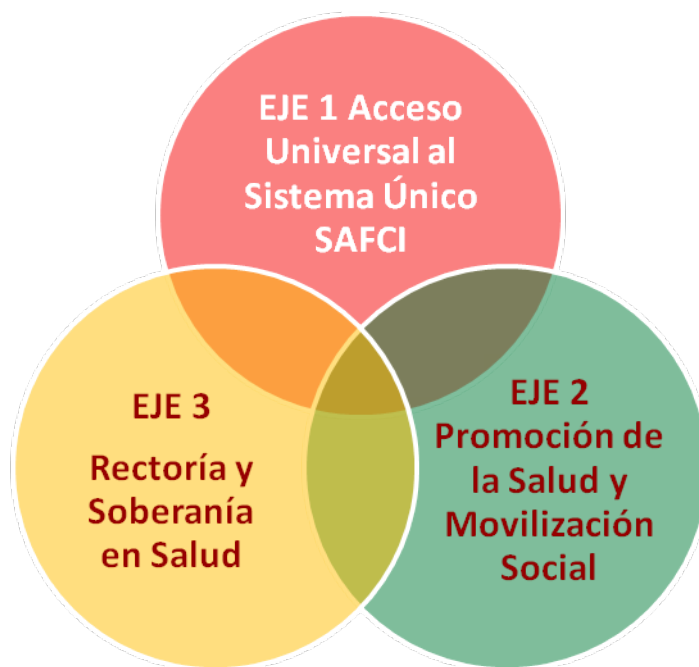 EJE 1 Acceso
Universal al
Sistema Único
SAFCI
EJE 2
Promoción de
la Salud y
Movilización
Social
EJE 3
Rectoría y
Soberanía
en Salud